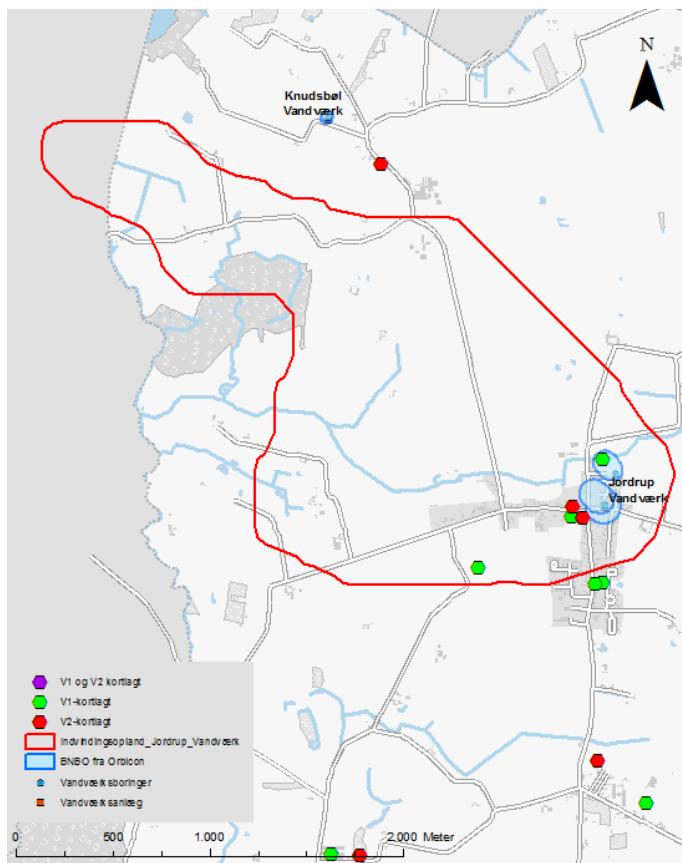 N
Knudsbøl
Vandværk
Jordrup
Vandværk
V1 og V2 kortlagt
V1-kortlagt
V2-kortlagt
Indvindingsopland_Jordrup_Vandværk
BNBO fra Orbicon
Vandværksboringer
Vandværksanlæg
0 500 1.000 2.000 Meter